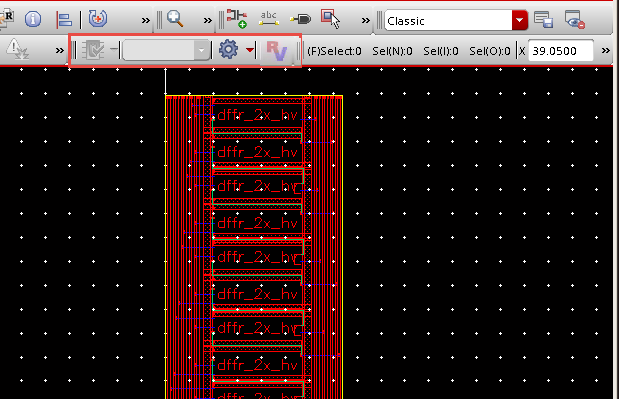 R
»
»
abc
»
Classic
»
RV
(F)Select:0 Sel(N):0 Sel(I):0 Sel(O):0 X 39.0500 »
dffr_2x_hv
dffr_2x_hv
dffr_2x_hv
dffr_2x_hv
dffr_2x_hv
dffr_2x_hv
dffr_2x_hv
dffr_2x_hv
dffr_2x_hv